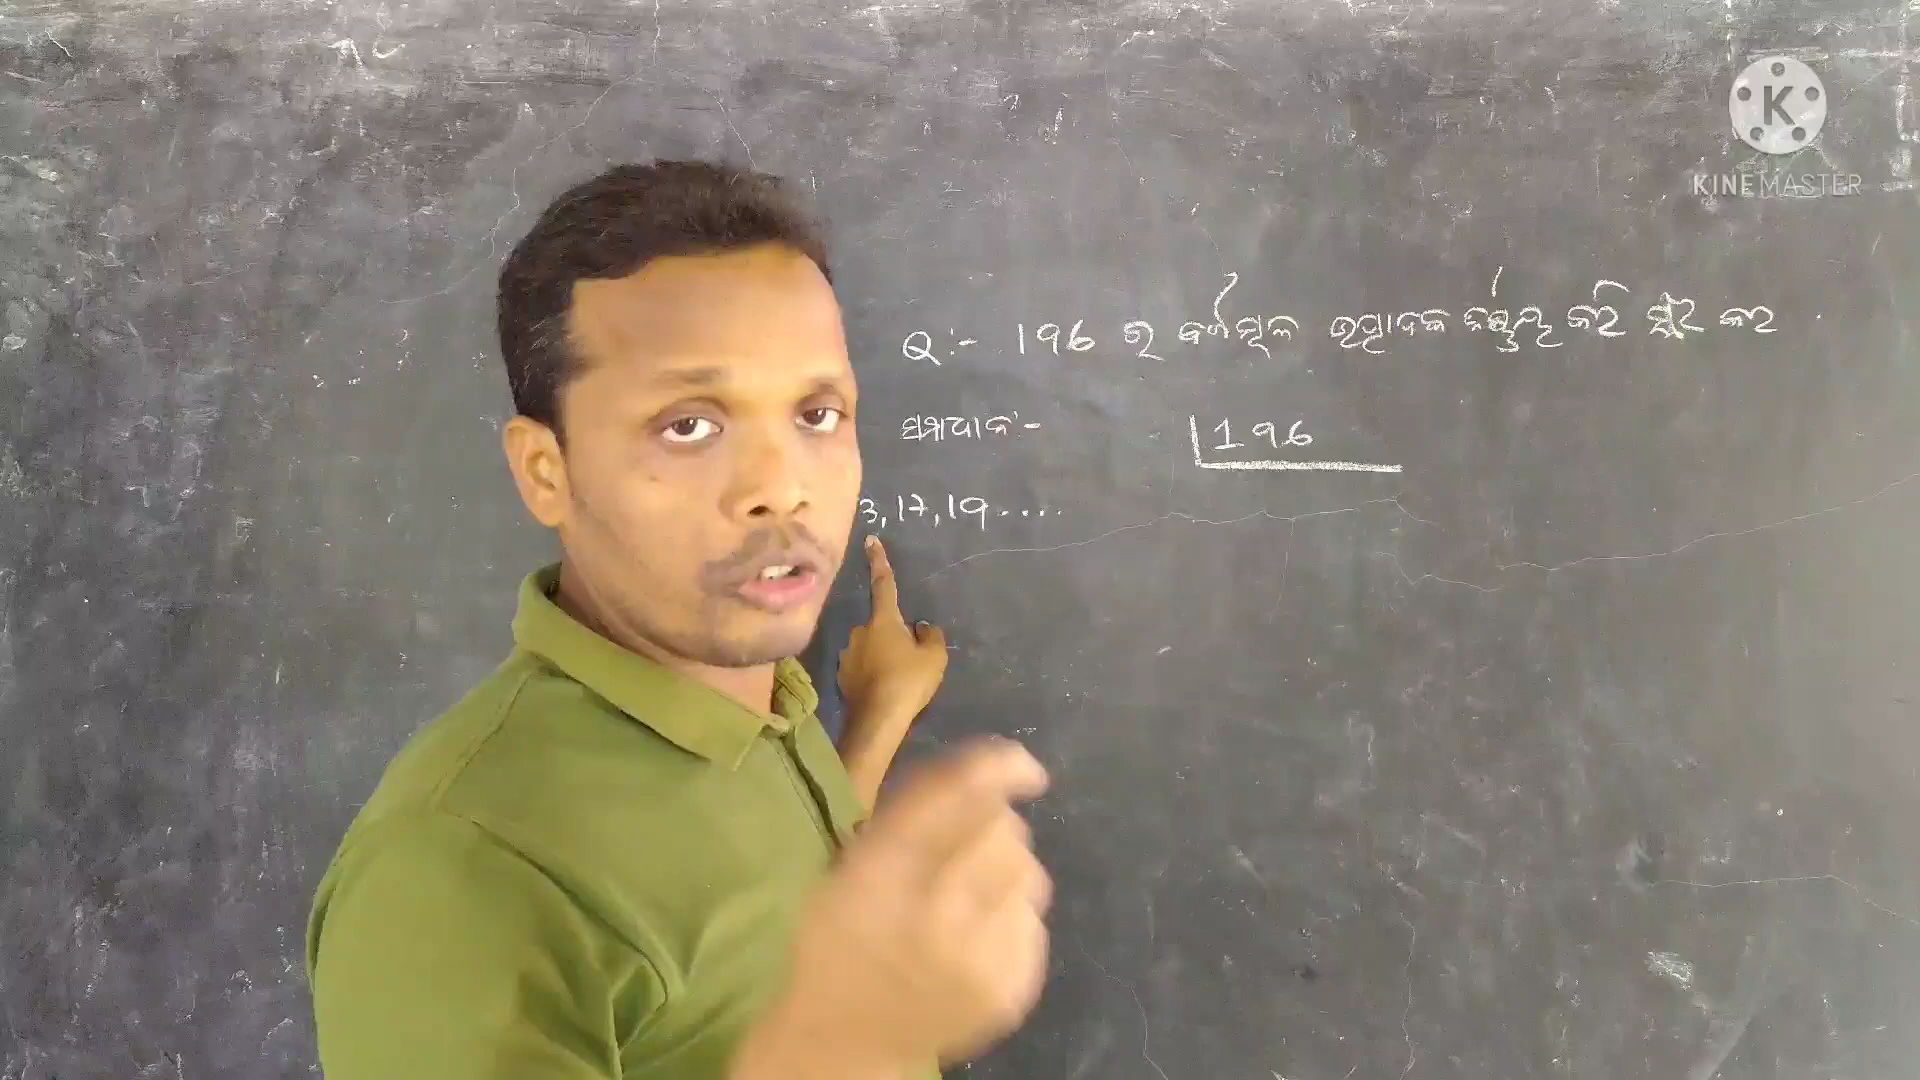 Q:- 196 ର ବର୍ଗମୂଳ ଉତ୍ପାଦକ ନିର୍ଣ୍ଣୟ କରି ସ୍ଥିର କର
ସମାଧାନ:-
196
3, 17, 19 ....
KINEMASTER